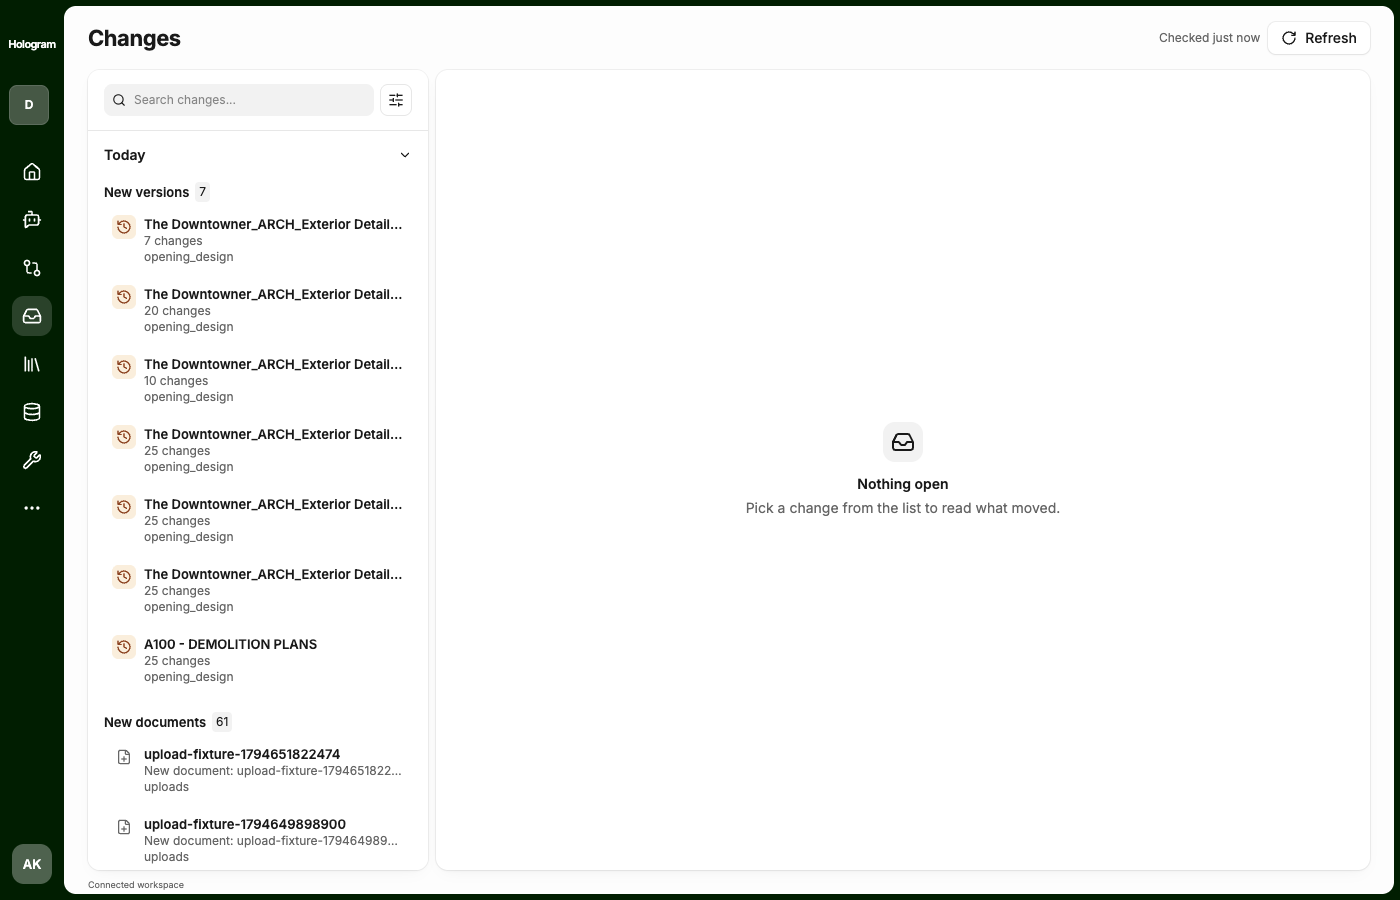 Hologram
D
AK
Changes
Checked just now
Refresh
Search changes...
Today
New versions 7
The Downtowner_ARCH_Exterior Detail...
7 changes
opening_design
The Downtowner_ARCH_Exterior Detail...
20 changes
opening_design
The Downtowner_ARCH_Exterior Detail...
10 changes
opening_design
The Downtowner_ARCH_Exterior Detail...
25 changes
opening_design
The Downtowner_ARCH_Exterior Detail...
25 changes
opening_design
The Downtowner_ARCH_Exterior Detail...
25 changes
opening_design
A100 - DEMOLITION PLANS
25 changes
opening_design
New documents 61
upload-fixture-1794651822474
New document: upload-fixture-1794651822...
uploads
upload-fixture-1794649898900
New document: upload-fixture-179464989...
uploads
Nothing open
Pick a change from the list to read what moved.
Connected workspace